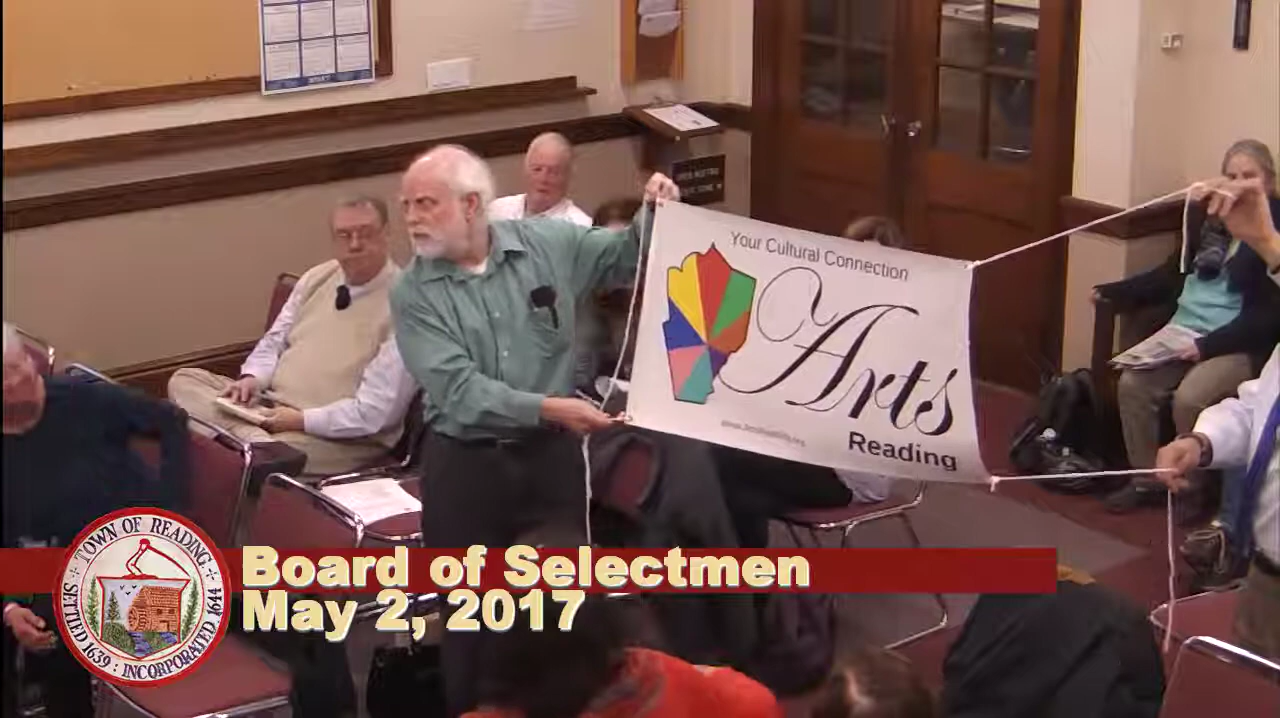 Your Cultural Connection
Arts
Reading
TOWN OF READING
SETTLED 1639 : INCORPORATED 1644
Board of Selectmen
May 2, 2017